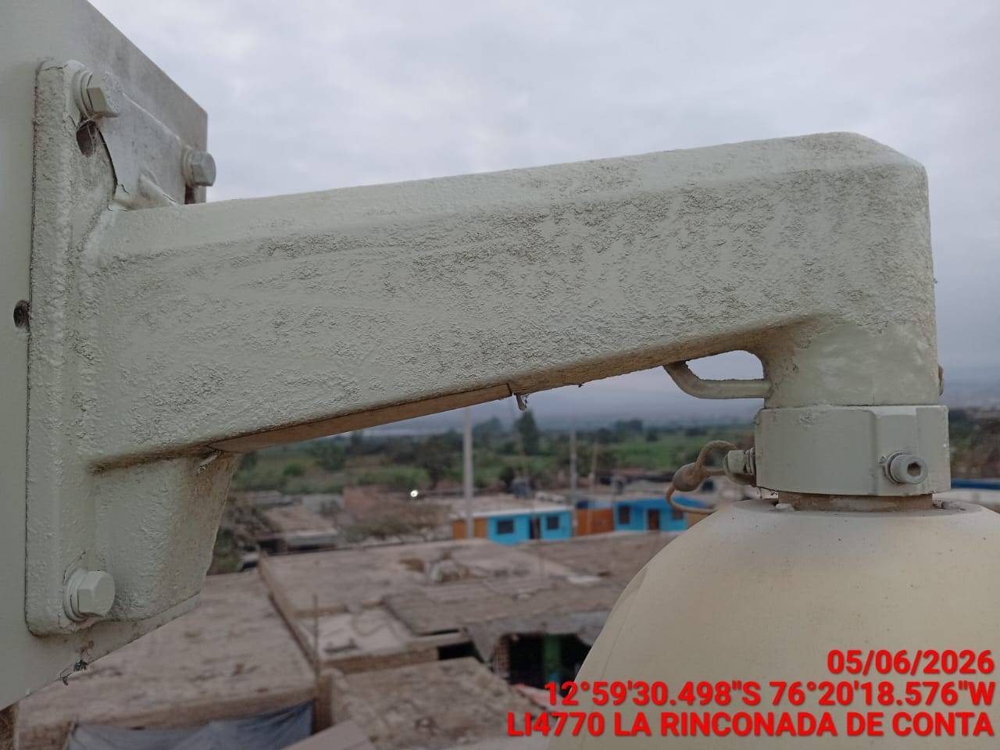 05/06/2026
12°59'30.498"S 76°20'18.576"W
LI4770 LA RINCONADA DE CONTA